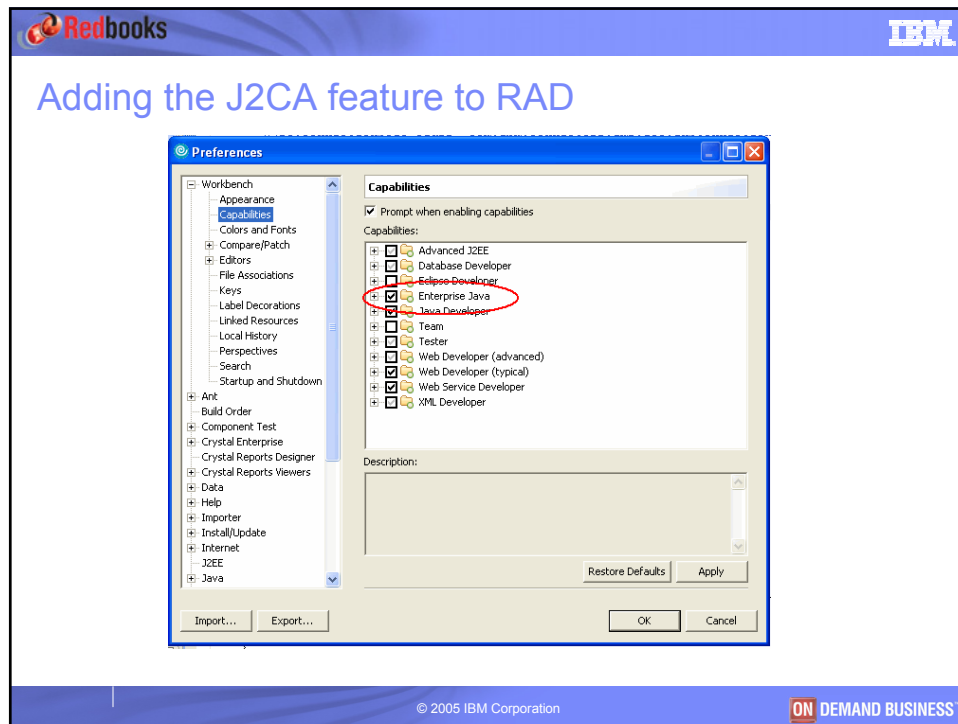 Redbooks
IBM
Adding the J2CA feature to RAD
Preferences
Workbench
Appearance
Capabilities
Colors and Fonts
Compare/Patch
Editors
File Associations
Keys
Label Decorations
Linked Resources
Local History
Perspectives
Search
Startup and Shutdown
Ant
Build Order
Component Test
Crystal Enterprise
Crystal Reports Designer
Crystal Reports Viewers
Data
Help
Importer
Install/Update
Internet
J2EE
Java
Capabilities
Prompt when enabling capabilities
Capabilities:
Advanced J2EE
Database Developer
Eclipse Developer
Enterprise Java
Java Developer
Team
Tester
Web Developer (advanced)
Web Developer (typical)
Web Service Developer
XML Developer
Description:
Restore Defaults
Apply
Import...
Export...
OK
Cancel
© 2005 IBM Corporation
ON DEMAND BUSINESS